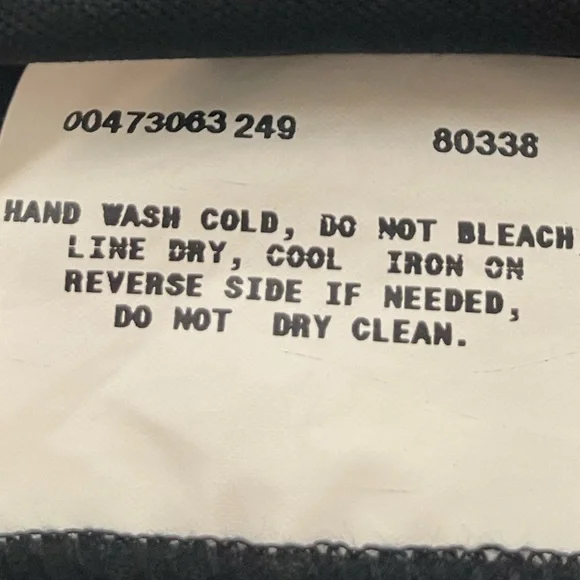 00473063 249 80338
HAND WASH COLD, DO NOT BLEACH
LINE DRY, COOL IRON ON
REVERSE SIDE IF NEEDED,
DO NOT DRY CLEAN.